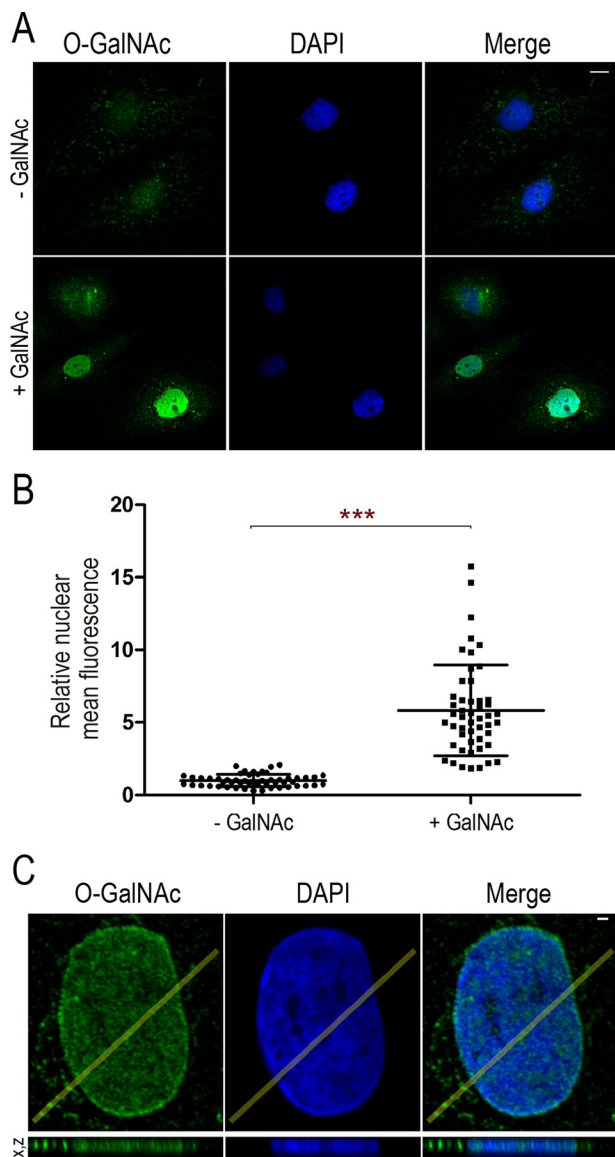 A
O-GalNAc DAPI Merge
- GalNAc
+ GalNAc
B
Relative nuclear
mean fluorescence
20
15
10
5
0
***
- GalNAc + GalNAc
C
O-GalNAc DAPI Merge
x,z